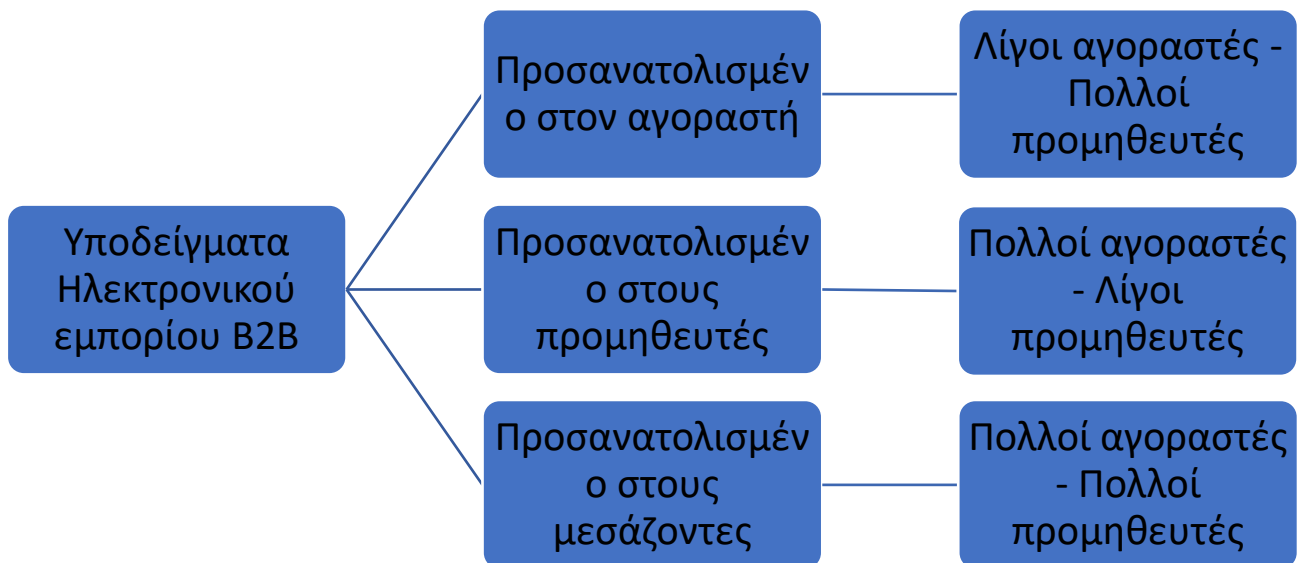 Υποδείγματα
Ηλεκτρονικού
εμπορίου B2B
Προσανατολισμέν
ο στον αγοραστή
Λίγοι αγοραστές -
Πολλοί
προμηθευτές
Προσανατολισμέν
ο στους
προμηθευτές
Πολλοί αγοραστές
- Λίγοι
προμηθευτές
Προσανατολισμέν
ο στους
μεσάζοντες
Πολλοί αγοραστές
- Πολλοί
προμηθευτές